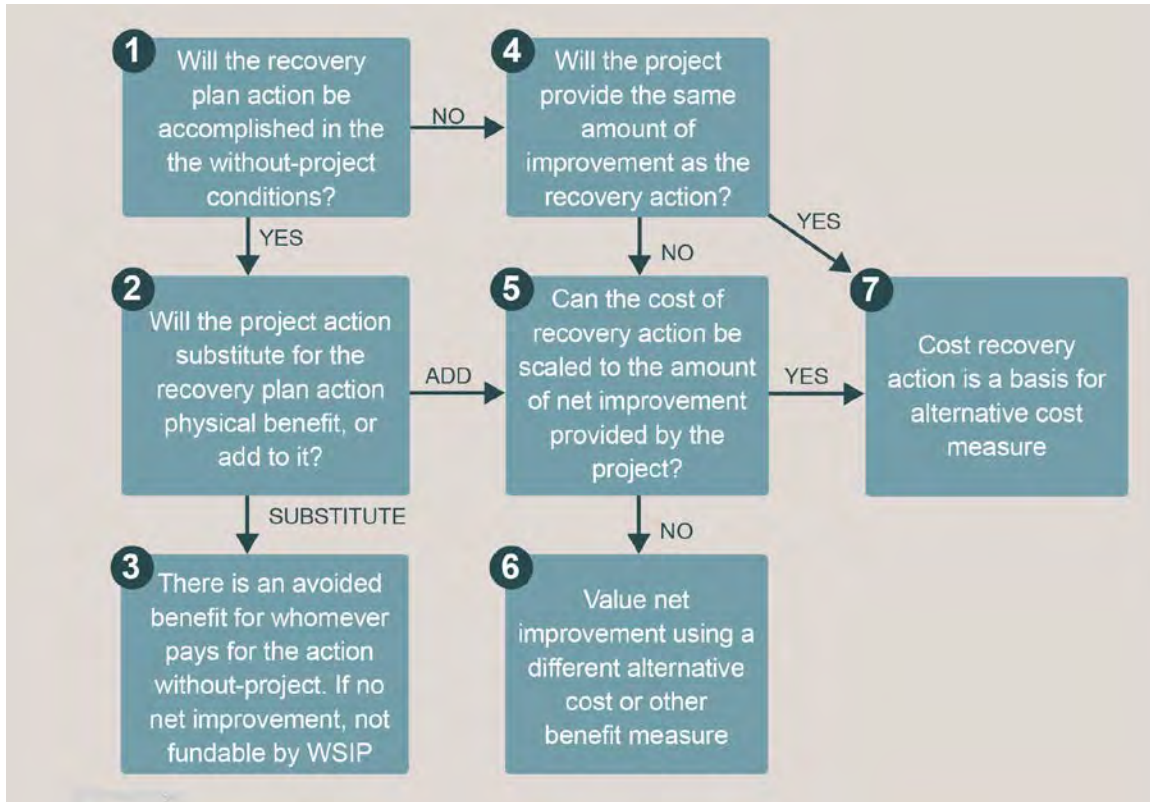 1
Will the recovery
plan action be
accomplished in the
the without-project
conditions?
NO
YES
2
Will the project action
substitute for the
recovery plan action
physical benefit, or
add to it?
ADD
SUBSTITUTE
3
There is an avoided
benefit for whomever
pays for the action
without-project. If no
net improvement, not
fundable by WSIP
4
Will the project
provide the same
amount of
improvement as the
recovery action?
YES
NO
5
Can the cost of
recovery action be
scaled to the amount
of net improvement
provided by the
project?
YES
NO
6
Value net
improvement using a
different alternative
cost or other
benefit measure
7
Cost recovery
action is a basis for
alternative cost
measure